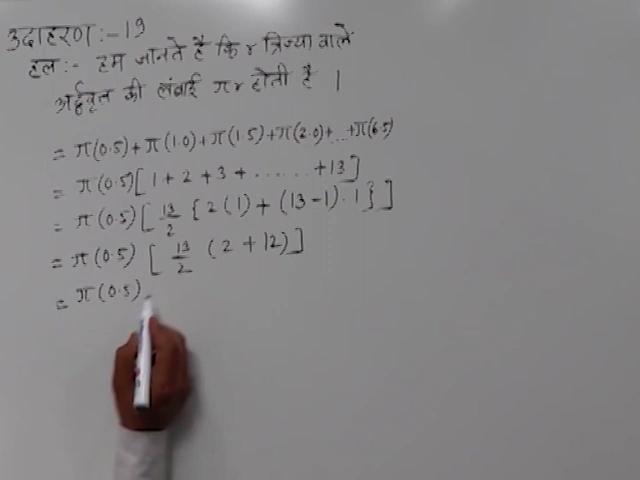 उदाहरण :- 19
हल :- हम जानते है कि r त्रिज्या वाले
अर्द्धवृत्त की लंबाई πr होती है |
= π(0.5) + π(1.0) + π(1.5) + π(2.0) + ... + π(6.5)
= π(0.5) [ 1 + 2 + 3 + ...... + 13 ]
= π(0.5) [ 13/2 { 2(1) + (13-1)·1 } ]
= π(0.5) [ 13/2 (2 + 12) ]
= π(0.5)